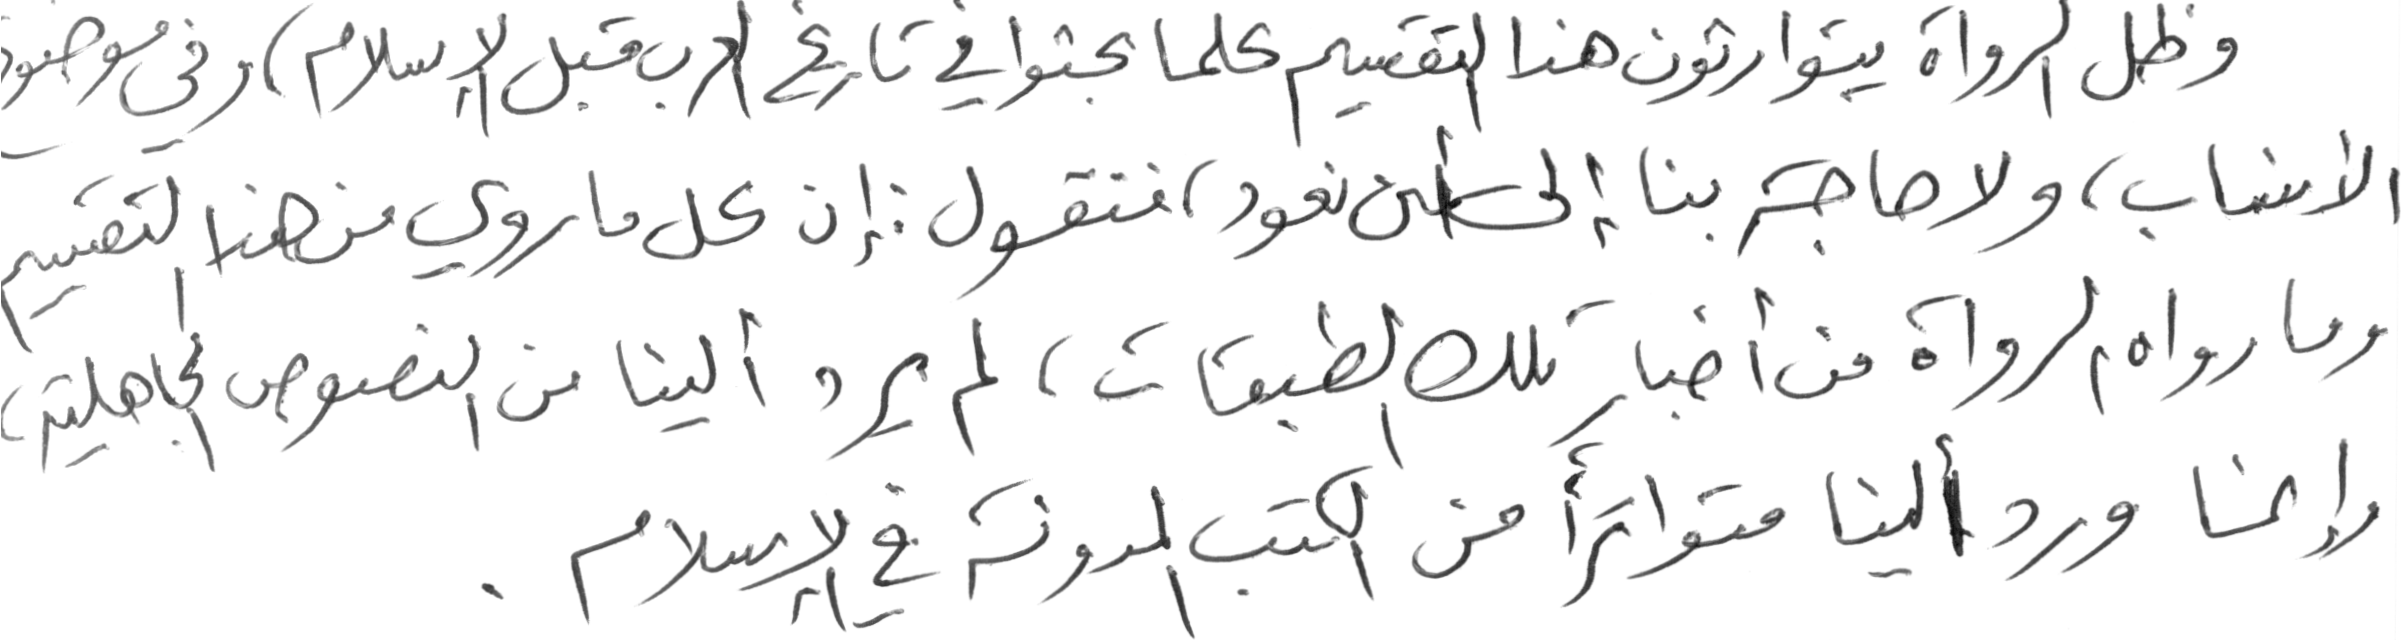 وظل الرواة يتوارثون هذا التقسيم كلما بحثوا في تاريخ العرب قبل الإسلام، وفي موضوع
الأنساب، ولا حاجة بنا إلى أن نعود، فنقول: إن كل ما روي من هذا التقسيم
وما رواه الرواة من أخبار تلك الطبقات، لم يرد ألينا من النصوص الجاهلية،
وإنما ورد ألينا متواتراً من الكتب المدونة في الإسلام.